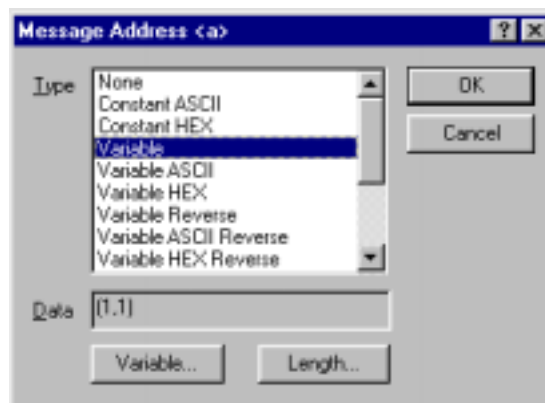 Message Address <a>
Type
None
Constant ASCII
Constant HEX
Variable
Variable ASCII
Variable HEX
Variable Reverse
Variable ASCII Reverse
Variable HEX Reverse
OK
Cancel
Data
(1,1)
Variable...
Length...